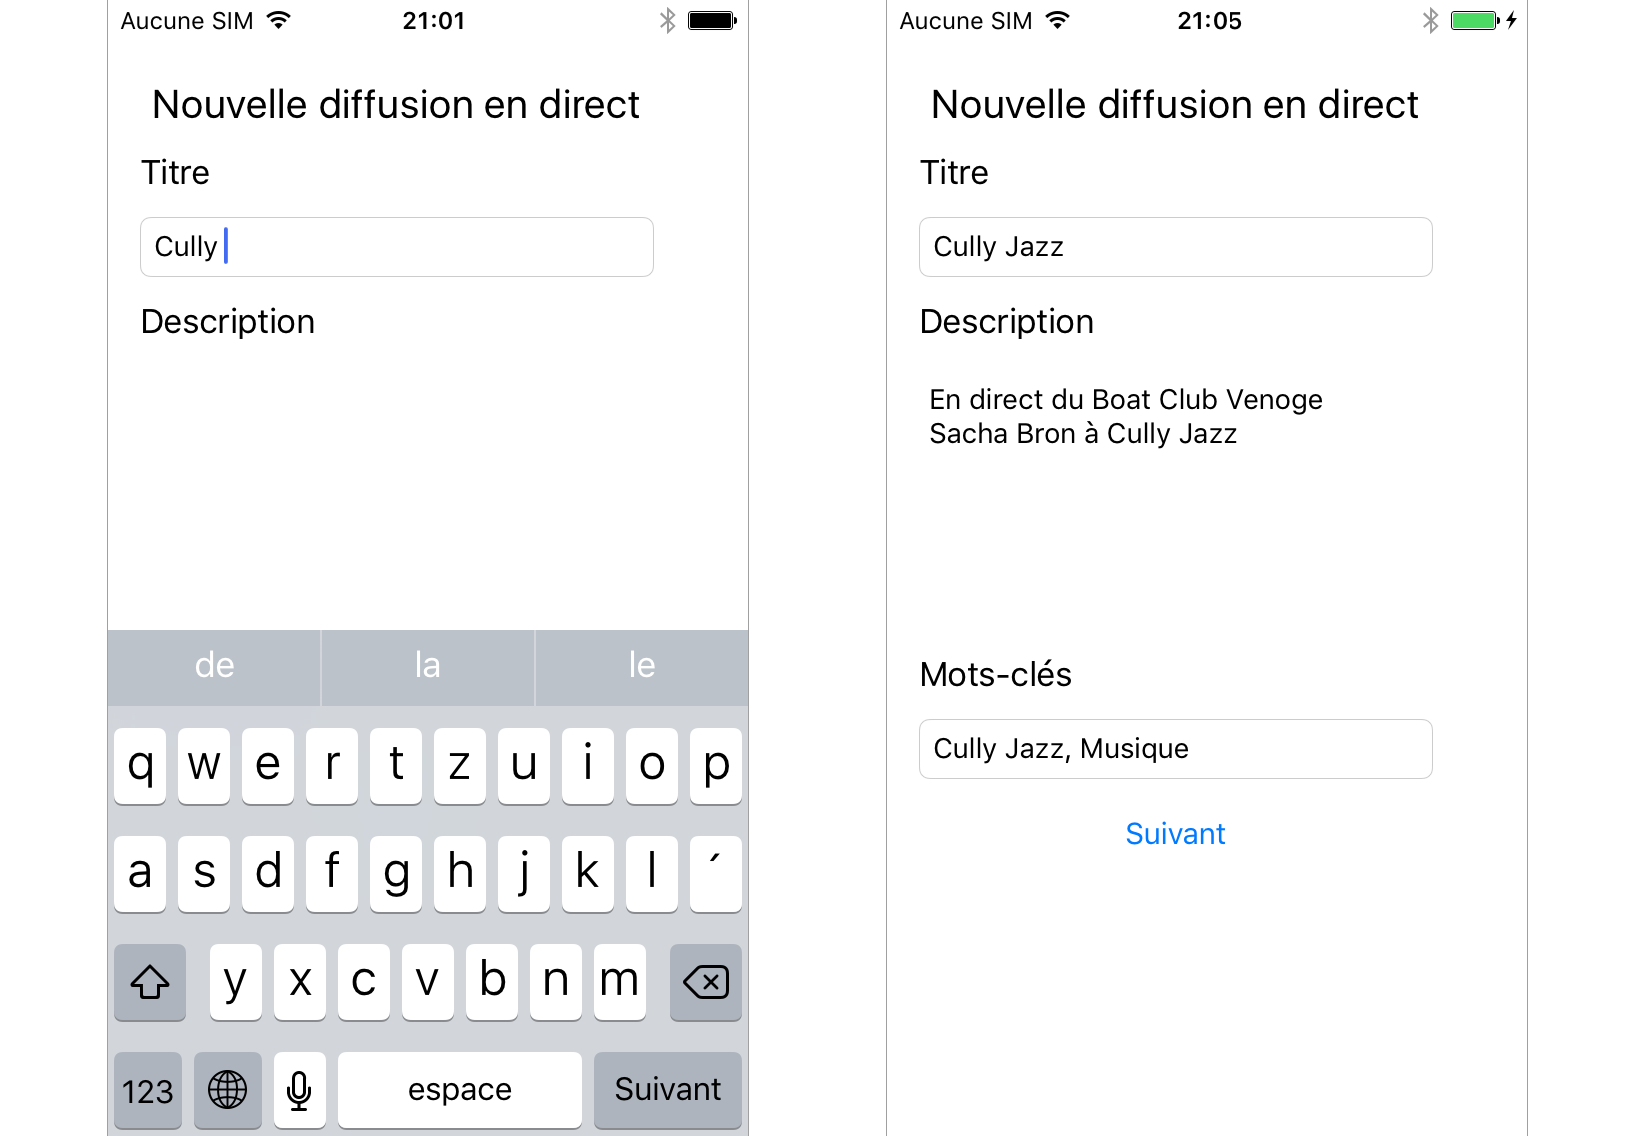 Aucune SIM 21:01
Nouvelle diffusion en direct
Titre
Cully
Description
de la le
q w e r t z u i o p
a s d f g h j k l ´
y x c v b n m
123 espace Suivant
Aucune SIM 21:05
Nouvelle diffusion en direct
Titre
Cully Jazz
Description
En direct du Boat Club Venoge
Sacha Bron à Cully Jazz
Mots-clés
Cully Jazz, Musique
Suivant